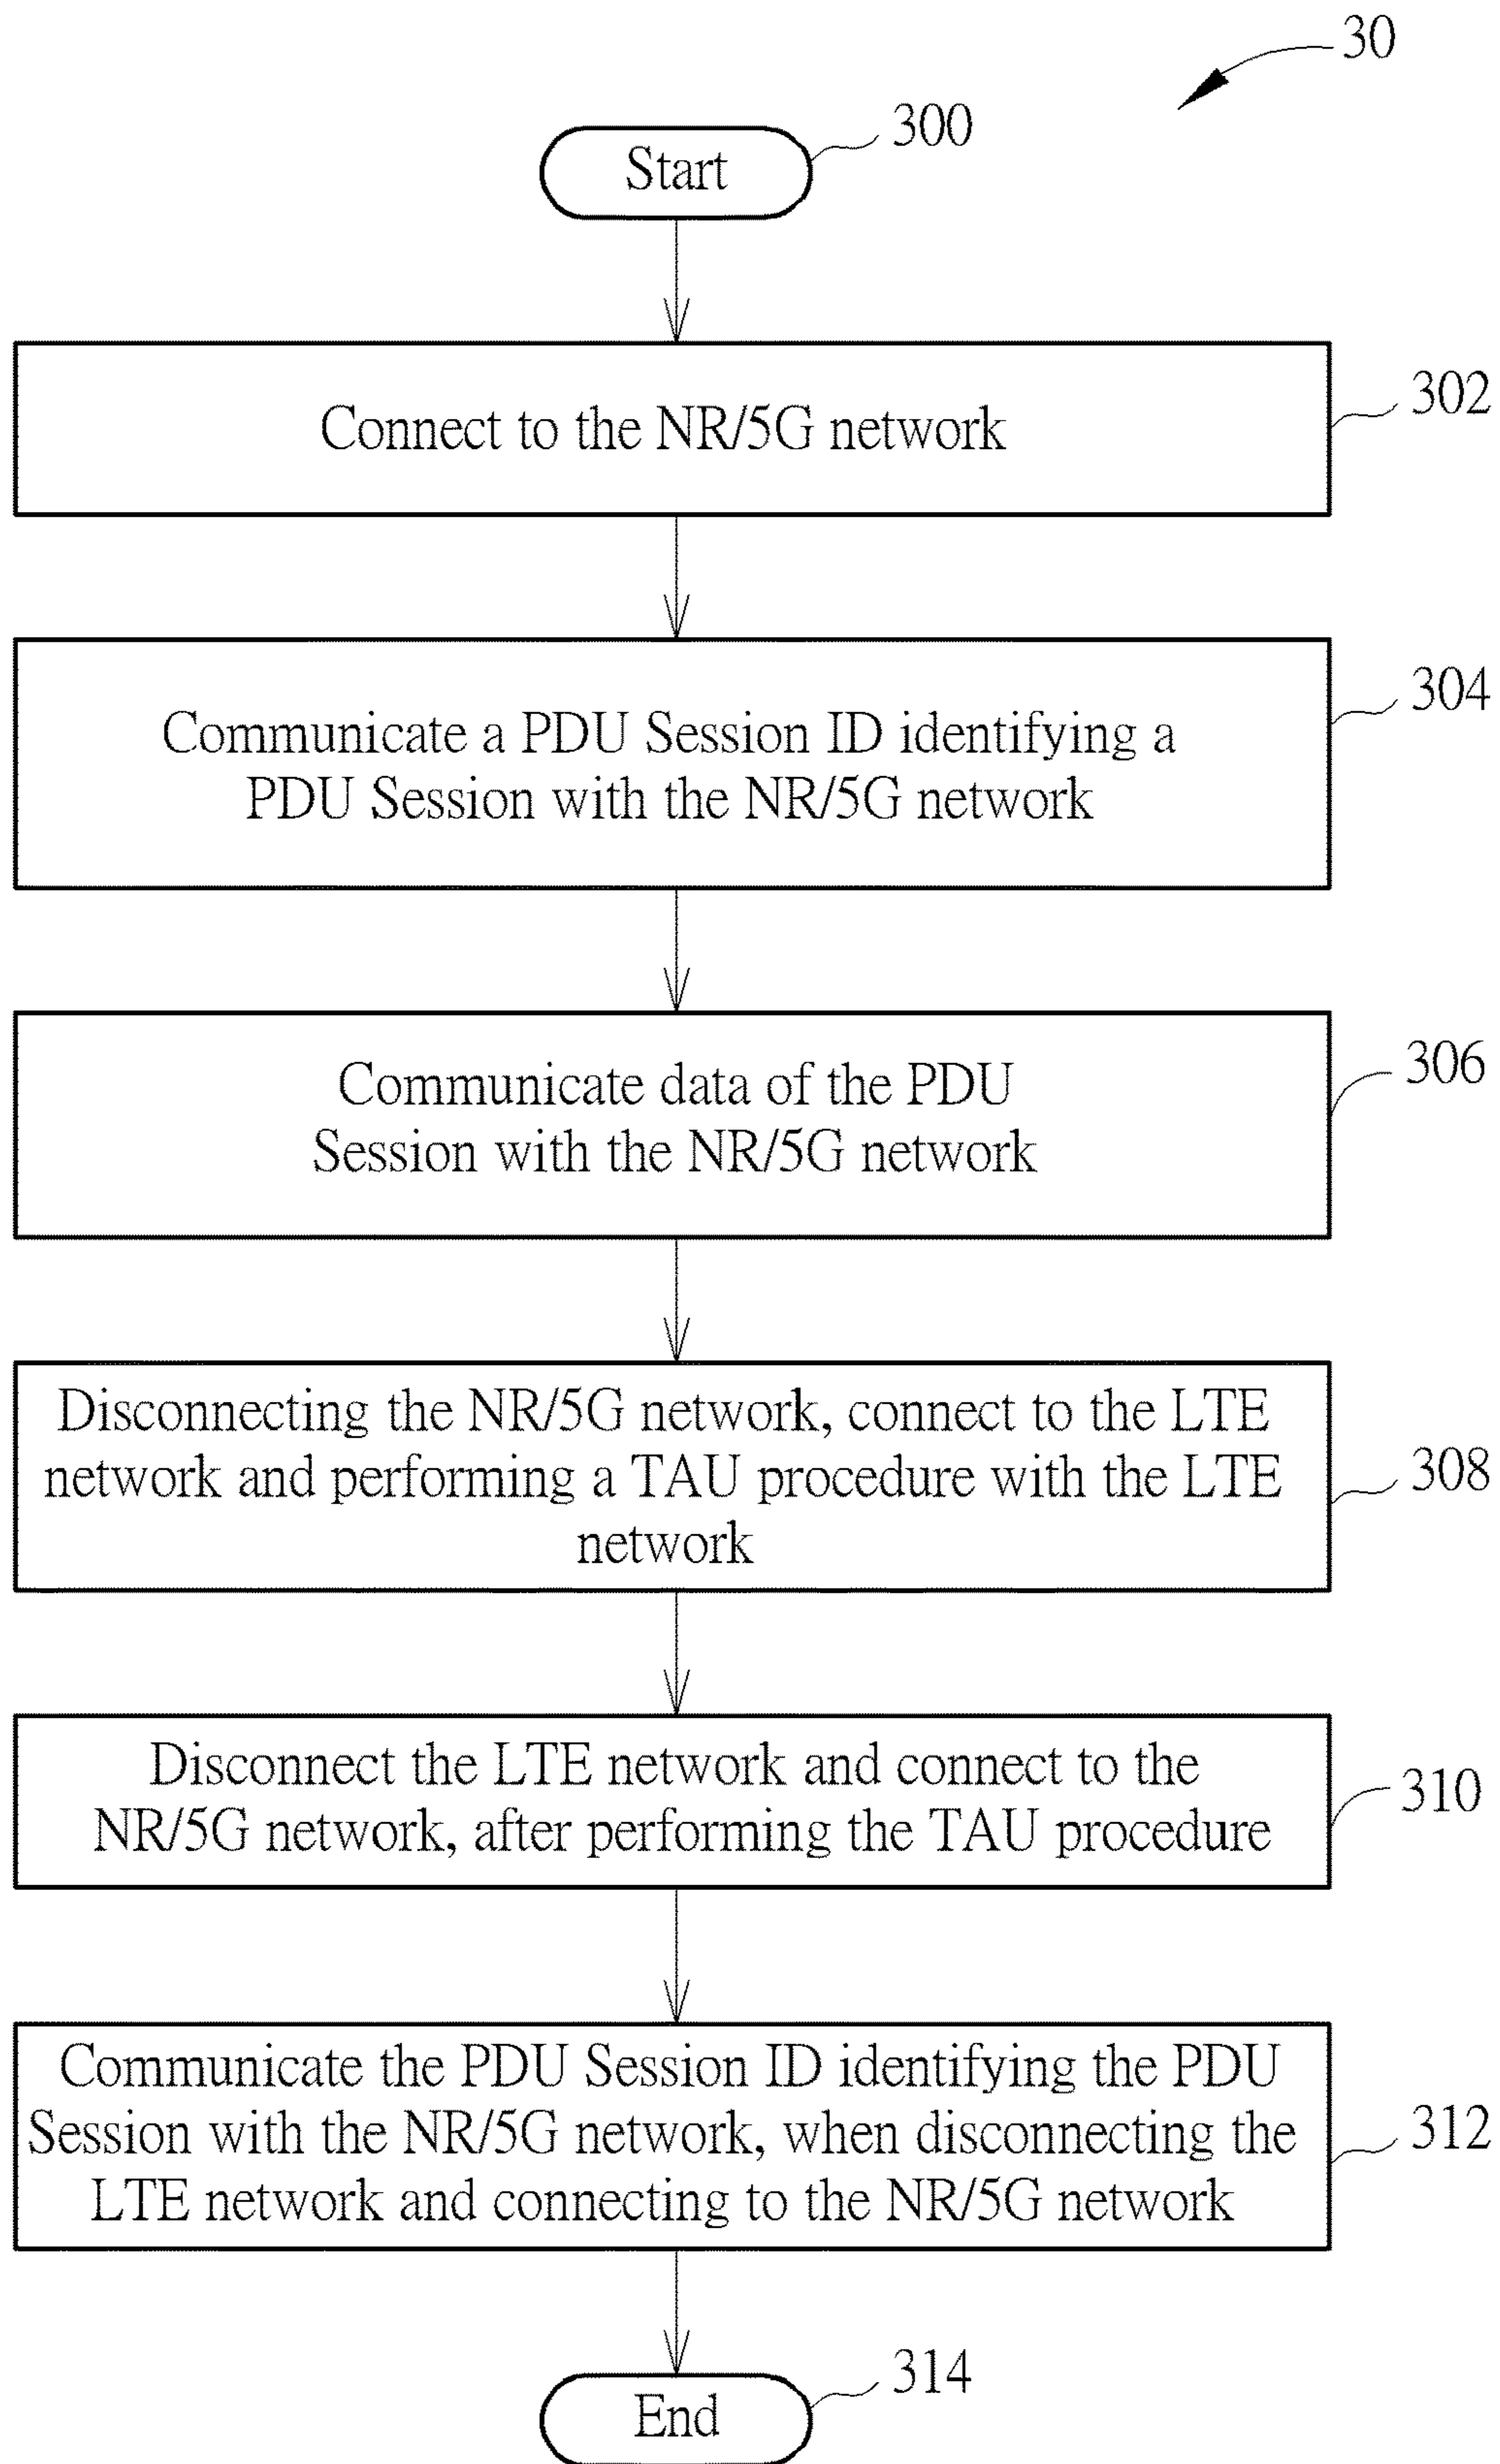 30
300
Start
302
Connect to the NR/5G network
304
Communicate a PDU Session ID identifying a
PDU Session with the NR/5G network
306
Communicate data of the PDU
Session with the NR/5G network
Disconnecting the NR/5G network, connect to the LTE
network and performing a TAU procedure with the LTE
network
308
Disconnect the LTE network and connect to the
NR/5G network, after performing the TAU procedure
310
Communicate the PDU Session ID identifying the PDU
Session with the NR/5G network, when disconnecting the
LTE network and connecting to the NR/5G network
312
314
End